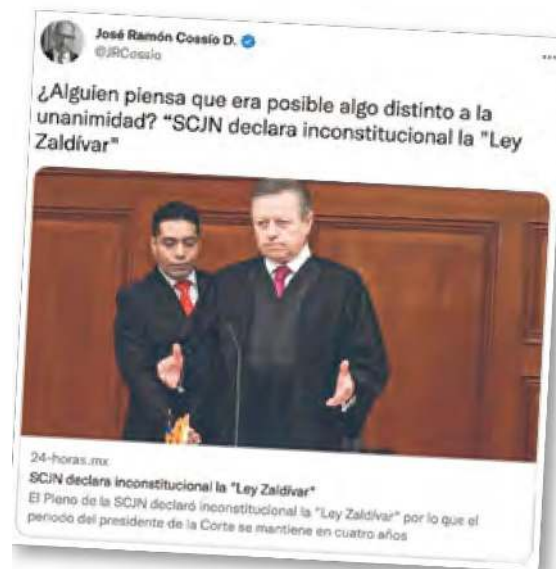 José Ramón Cossío D.
@JRCossio
¿Alguien piensa que era posible algo distinto a la
unanimidad? “SCJN declara inconstitucional la "Ley
Zaldívar"
24-horas.mx
SCJN declara inconstitucional la "Ley Zaldívar"
El Pleno de la SCJN declaró inconstitucional la "Ley Zaldívar" por lo que el
periodo del presidente de la Corte se mantiene en cuatro años